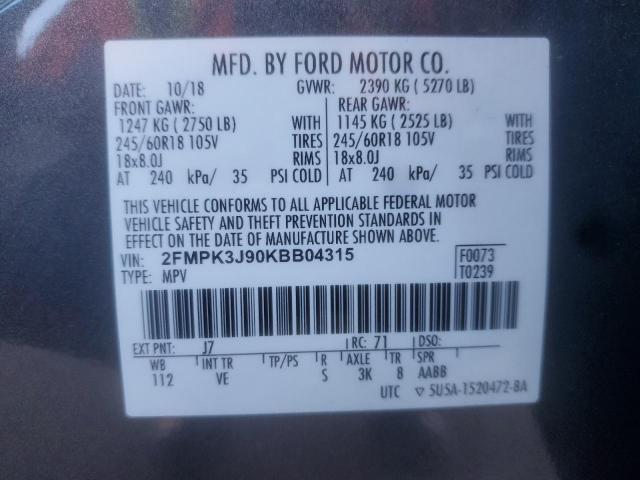 MFD. BY FORD MOTOR CO.
DATE: 10/18 GVWR: 2390 KG ( 5270 LB)
FRONT GAWR: REAR GAWR:
1247 KG ( 2750 LB) WITH 1145 KG ( 2525 LB) WITH
245/60R18 105V TIRES 245/60R18 105V TIRES
18x8.0J RIMS 18x8.0J RIMS
AT 240 kPa/ 35 PSI COLD AT 240 kPa/ 35 PSI COLD
THIS VEHICLE CONFORMS TO ALL APPLICABLE FEDERAL MOTOR
VEHICLE SAFETY AND THEFT PREVENTION STANDARDS IN
EFFECT ON THE DATE OF MANUFACTURE SHOWN ABOVE.
VIN: 2FMPK3J90KBB04315 F0073
TYPE: MPV T0239
EXT PNT: J7 RC: 71 DSO:
WB INT TR TP/PS R AXLE TR SPR
112 VE S 3K 8 AABB
UTC ▽ 5USA-1520472-BA